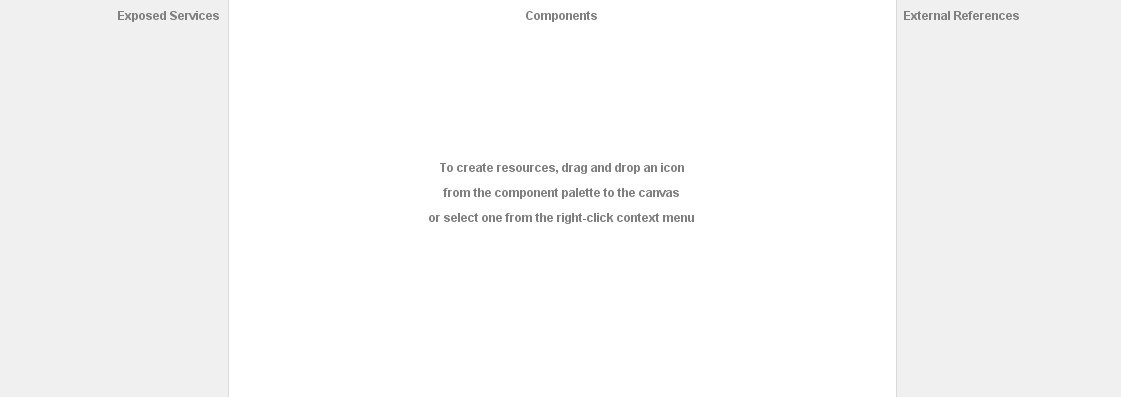 Exposed Services
Components
External References
To create resources, drag and drop an icon
from the component palette to the canvas
or select one from the right-click context menu